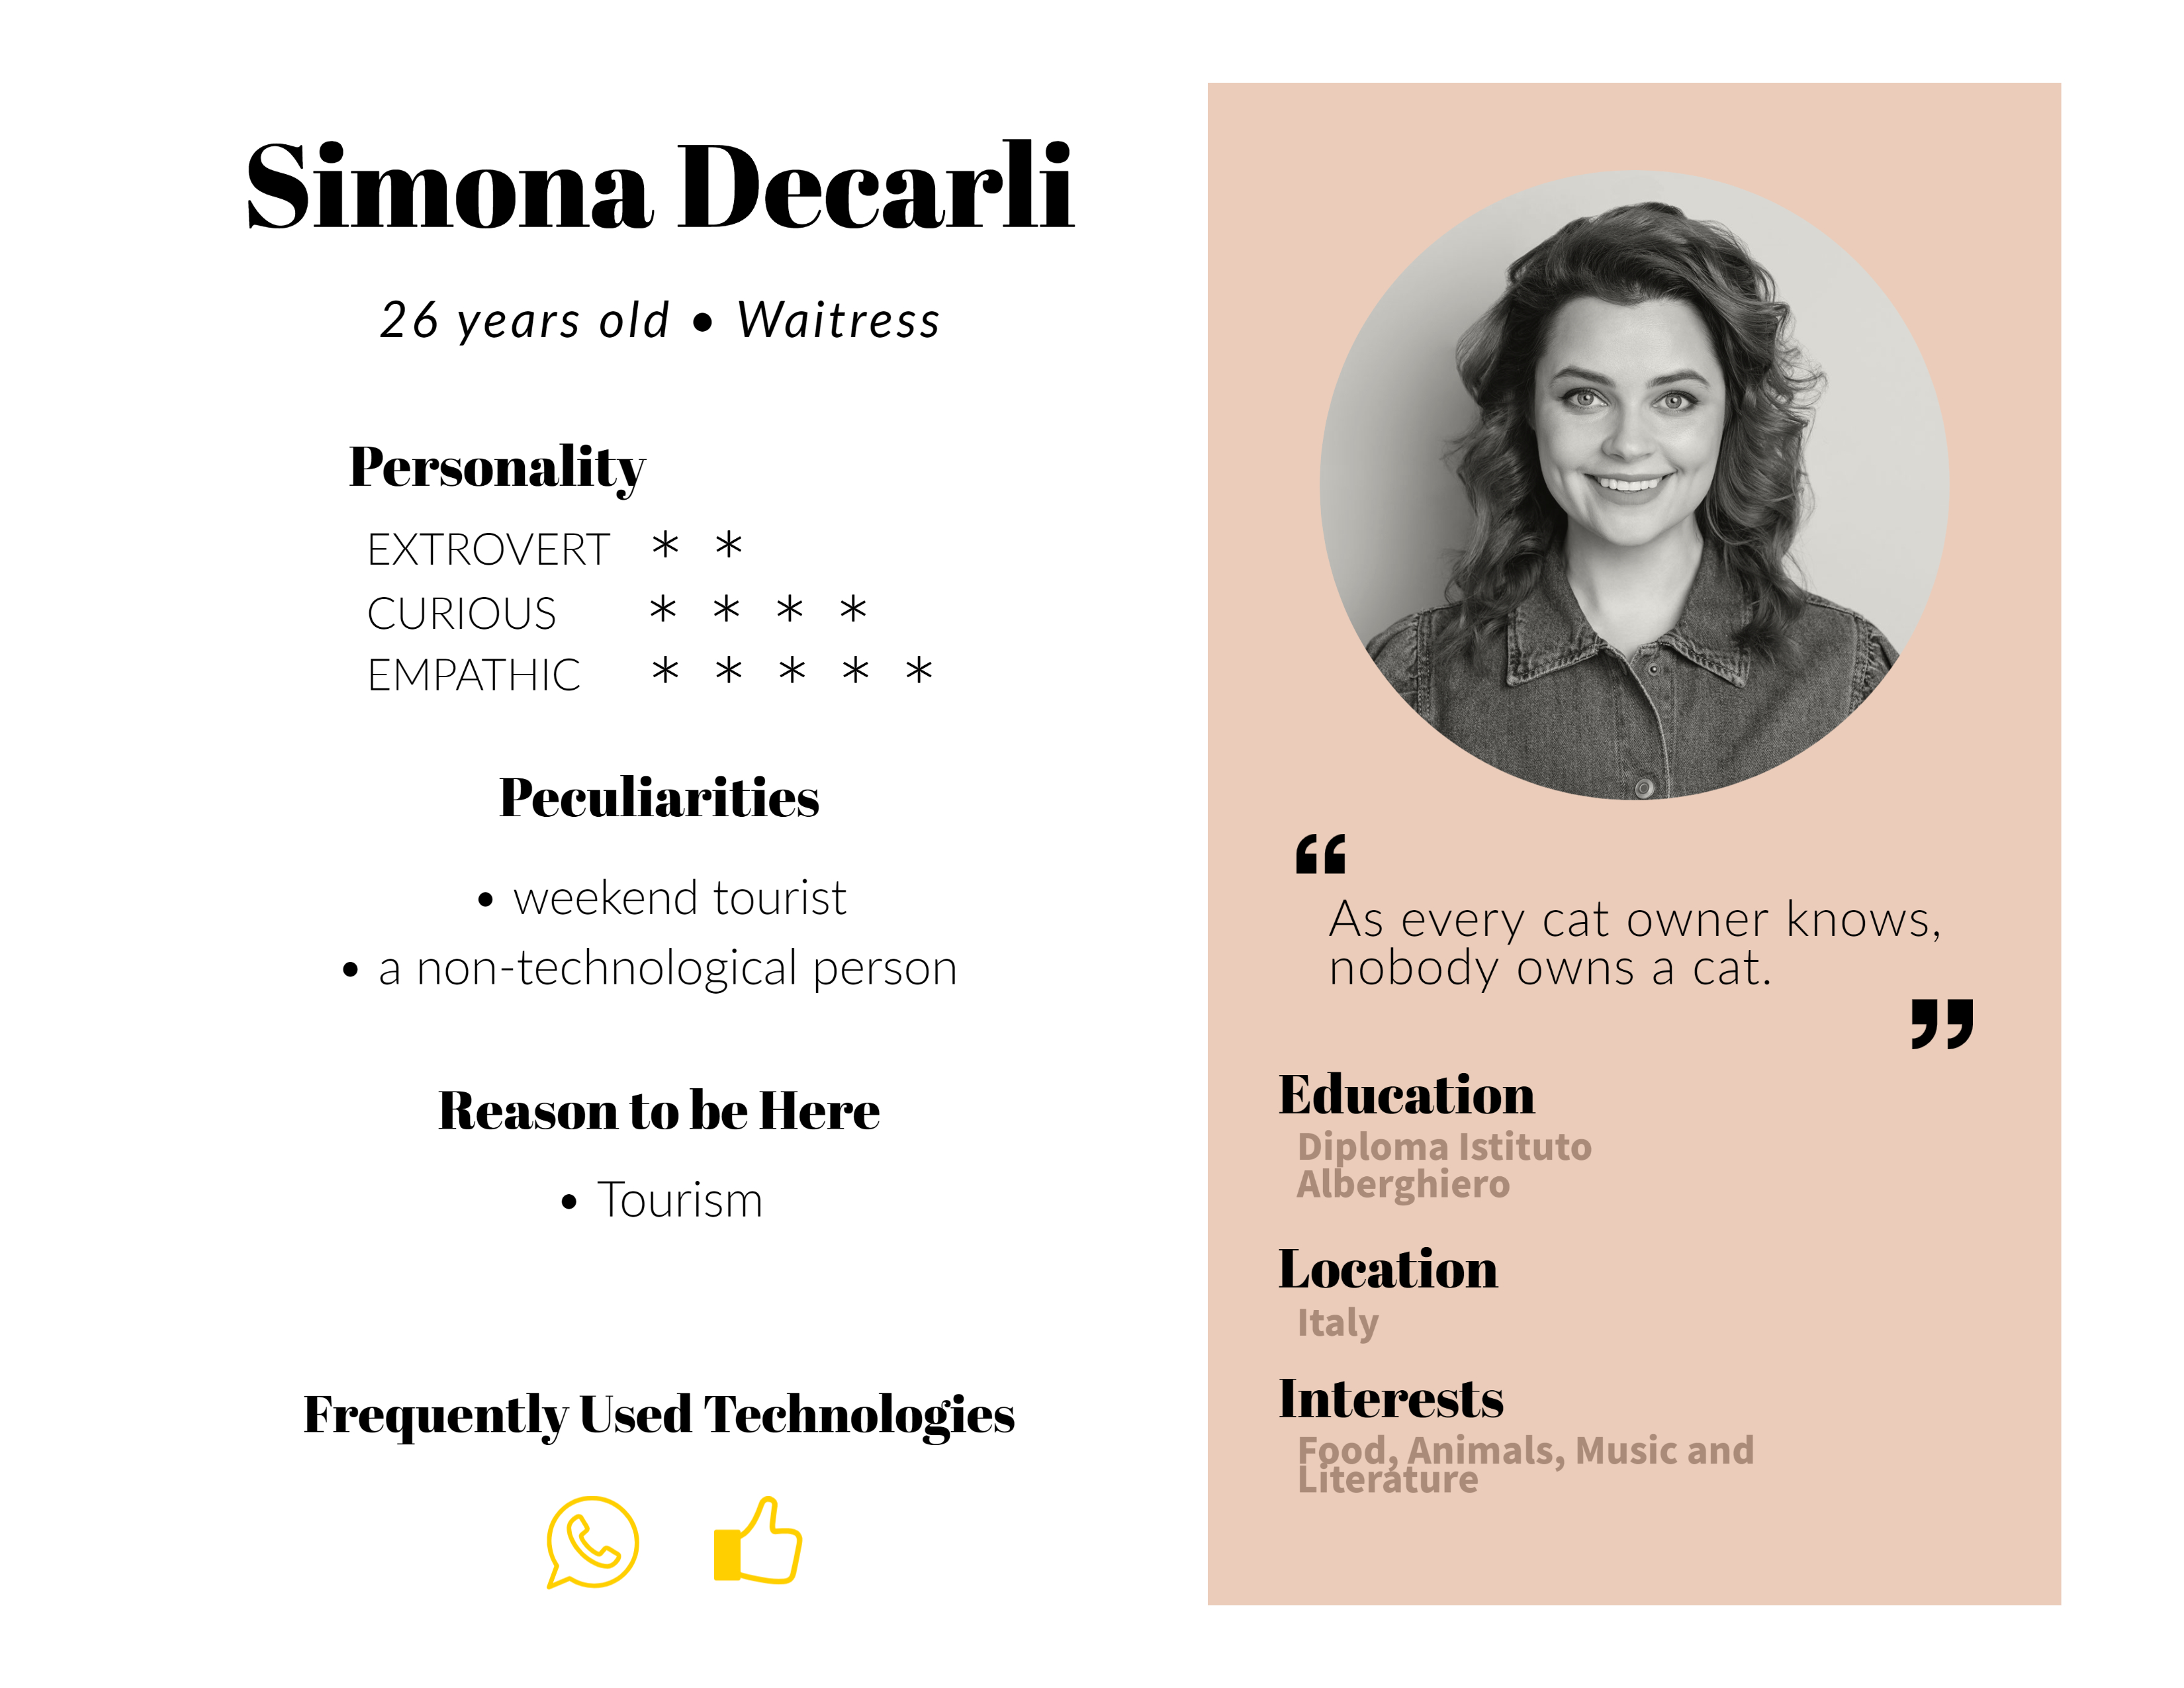 Simona Decarli
26 years old • Waitress
Personality
EXTROVERT * *
CURIOUS * * * *
EMPATHIC * * * * *
Peculiarities
• weekend tourist
• a non-technological person
Reason to be Here
• Tourism
Frequently Used Technologies
“
As every cat owner knows,
nobody owns a cat.
”
Education
Diploma Istituto
Alberghiero
Location
Italy
Interests
Food, Animals, Music and
Literature